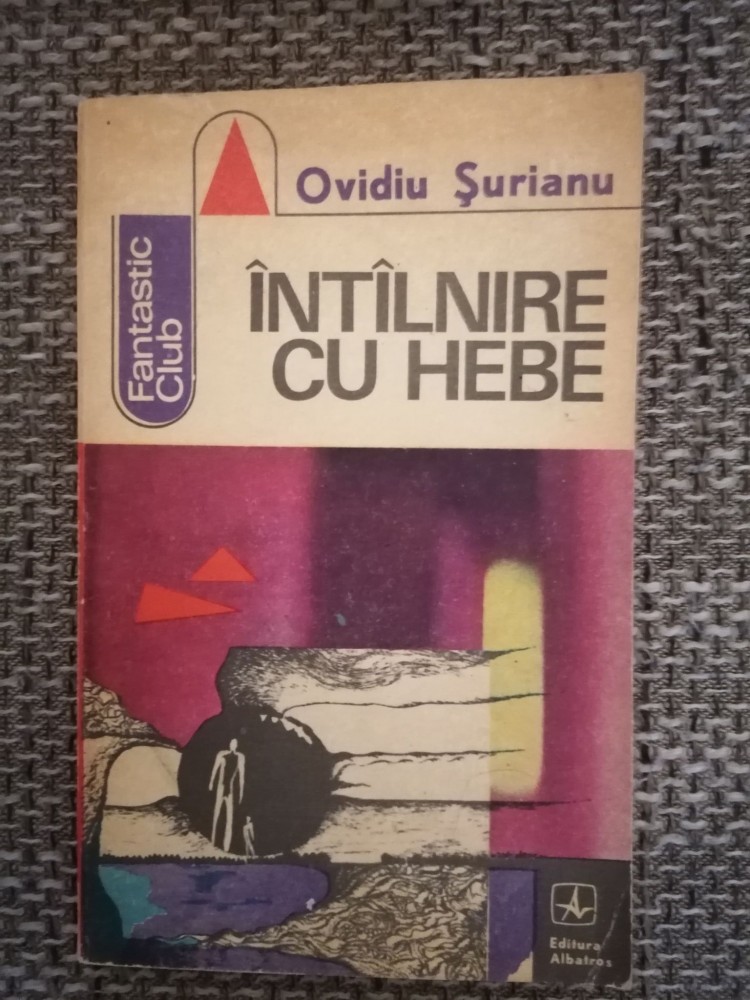 Ovidiu Şurianu
Fantastic
Club
ÎNTÎLNIRE
CU HEBE
Editura
Albatros